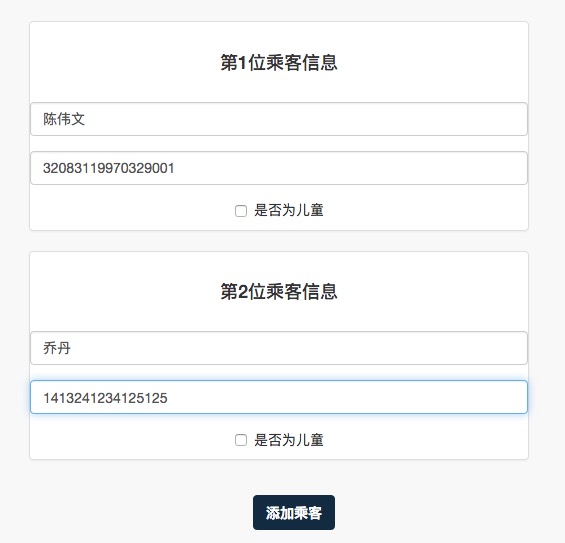 第1位乘客信息
陈伟文
32083119970329001
是否为儿童
第2位乘客信息
乔丹
1413241234125125
是否为儿童
添加乘客